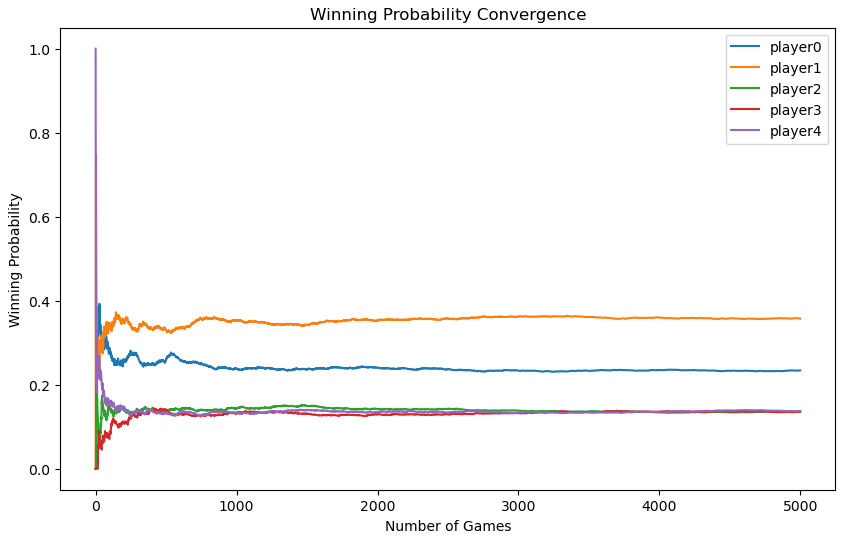 Winning Probability Convergence
player0
player1
player2
player3
player4
1.0
0.8
0.6
0.4
0.2
0.0
Winning Probability
0 1000 2000 3000 4000 5000
Number of Games